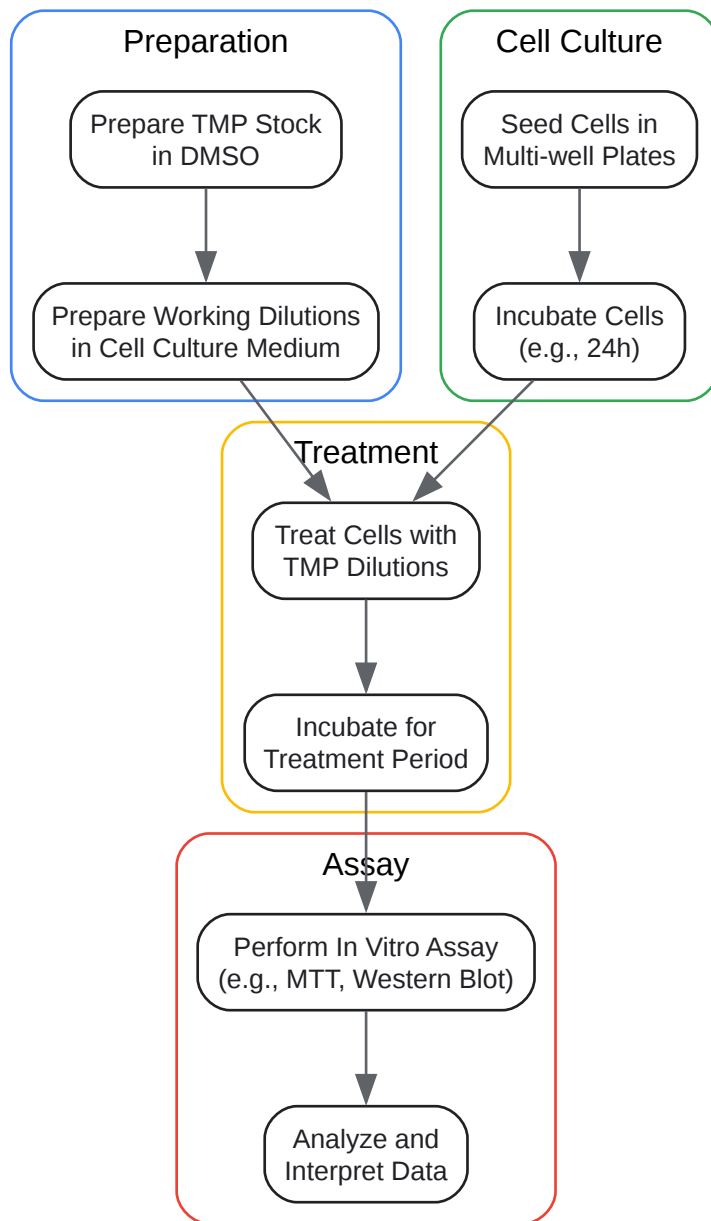 Preparation
Prepare TMP Stock
in DMSO
Prepare Working Dilutions
in Cell Culture Medium
Cell Culture
Seed Cells in
Multi-well Plates
Incubate Cells
(e.g., 24h)
Treatment
Treat Cells with
TMP Dilutions
Incubate for
Treatment Period
Assay
Perform In Vitro Assay
(e.g., MTT, Western Blot)
Analyze and
Interpret Data